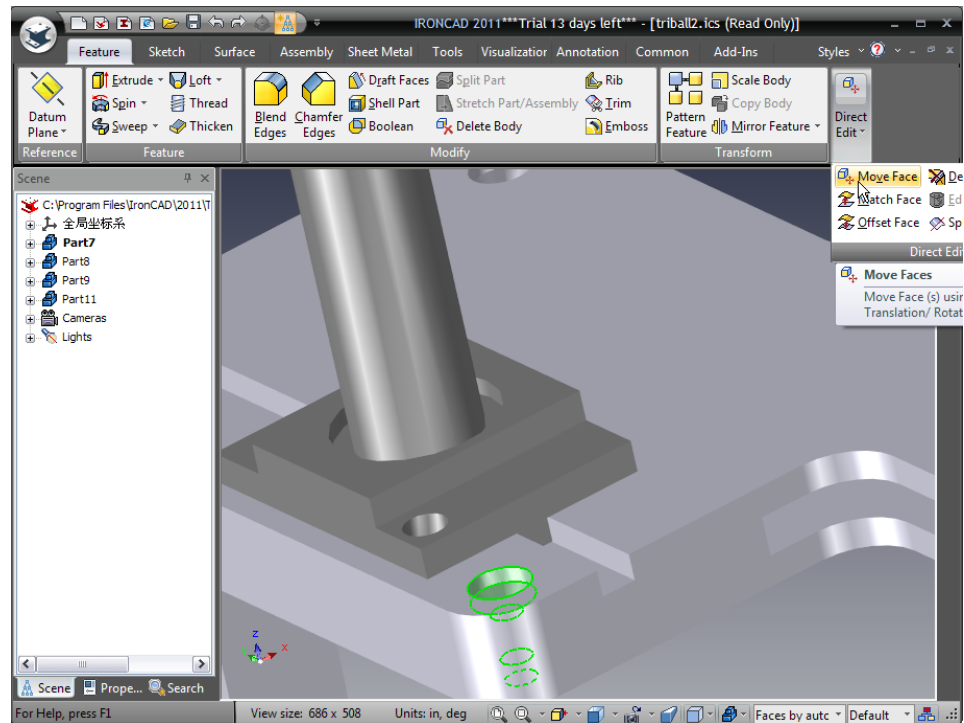 IRONCAD 2011***Trial 13 days left*** - [triball2.ics (Read Only)]
Feature Sketch Surface Assembly Sheet Metal Tools Visualization Annotation Common Add-Ins Styles
Datum Plane
Extrude Loft
Spin Thread
Sweep Thicken
Blend Edges
Chamfer Edges
Draft Faces Split Part Rib
Shell Part Stretch Part/Assembly Trim
Boolean Delete Body Emboss
Pattern Feature
Scale Body
Copy Body
Mirror Feature
Direct Edit
Reference Feature Modify Transform
Scene
C:\Program Files\IronCAD\2011\T
全局坐标系
Part7
Part8
Part9
Part11
Cameras
Lights
Move Face De
Match Face Ed
Offset Face Sp
Direct Edi
Move Faces
Move Face (s) usin
Translation/ Rotat
z
x
Scene Prope... Search
For Help, press F1 View size: 686 x 508 Units: in, deg Faces by autc Default